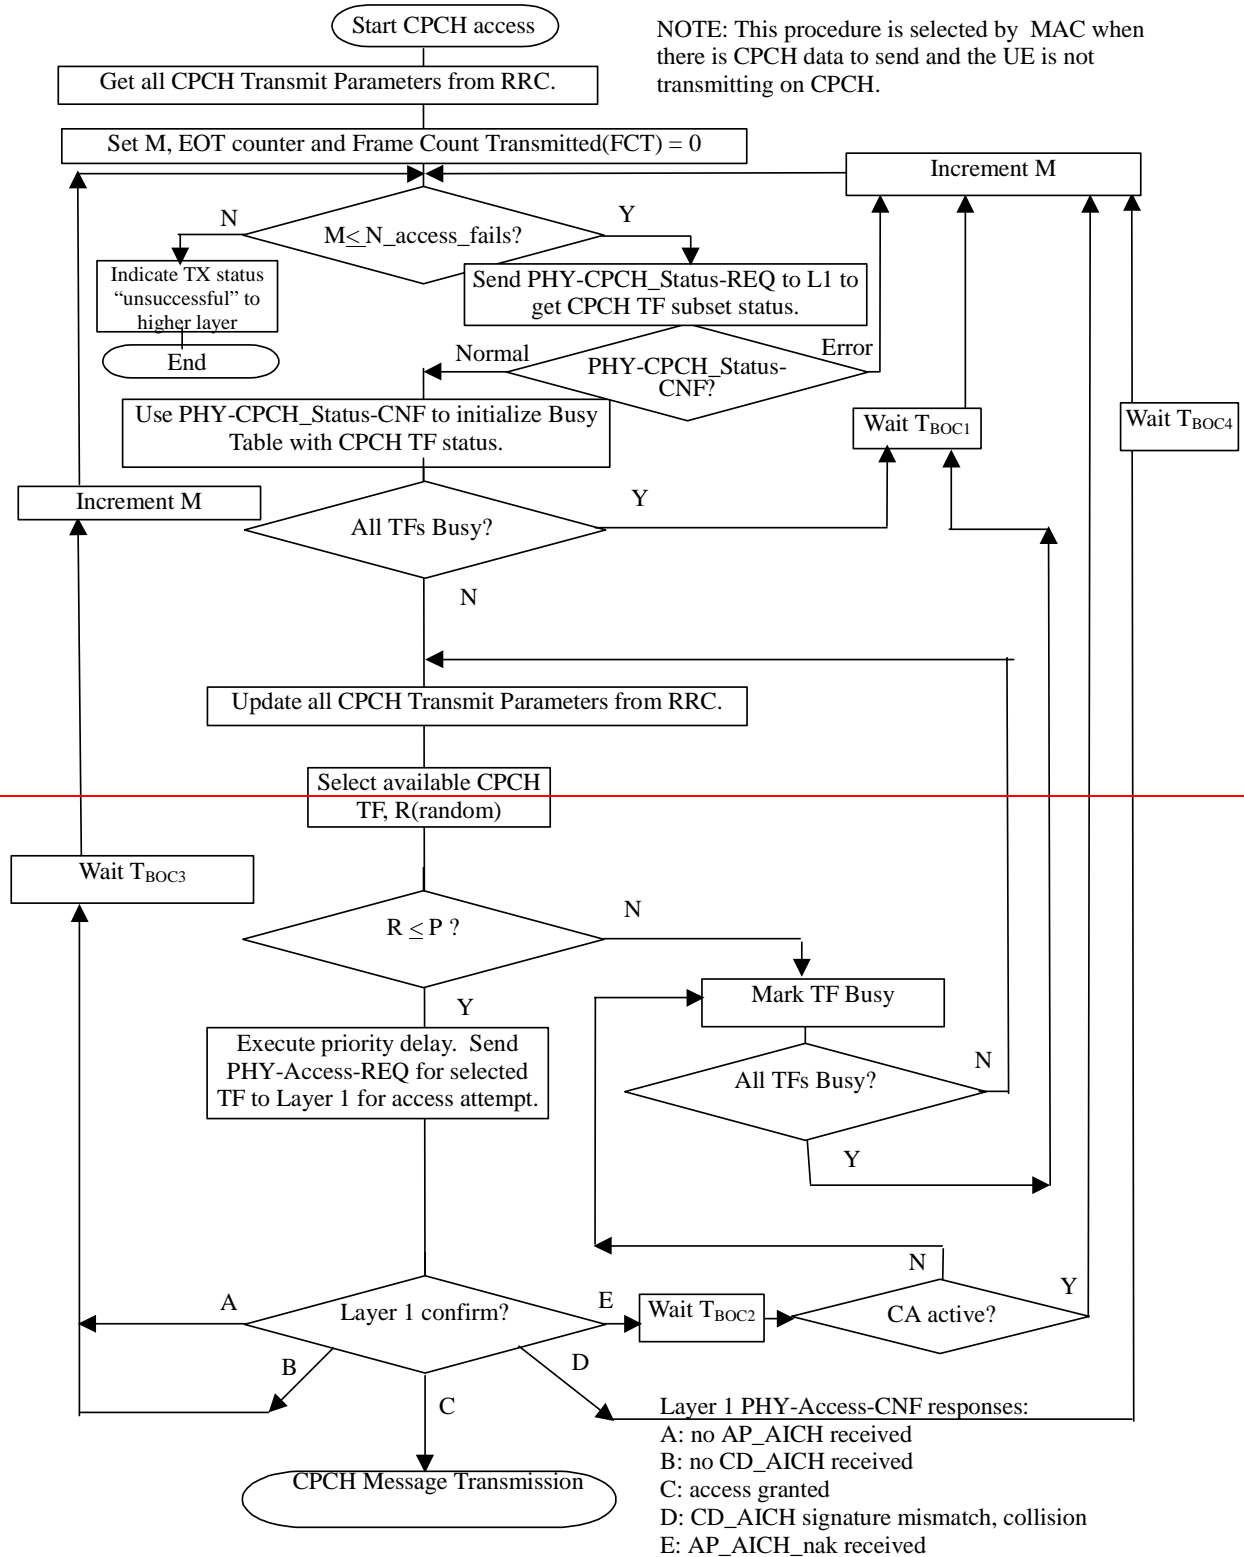 Start CPCH access
NOTE: This procedure is selected by MAC when
there is CPCH data to send and the UE is not
transmitting on CPCH.
Get all CPCH Transmit Parameters from RRC.
Set M, EOT counter and Frame Count Transmitted(FCT) = 0
Increment M
N
Y
M≤ N_access_fails?
Indicate TX status
“unsuccessful” to
higher layer
End
Send PHY-CPCH_Status-REQ to L1 to
get CPCH TF subset status.
Normal
Error
PHY-CPCH_Status-
CNF?
Use PHY-CPCH_Status-CNF to initialize Busy
Table with CPCH TF status.
Wait TBOC1
Wait TBOC4
Increment M
Y
All TFs Busy?
N
Update all CPCH Transmit Parameters from RRC.
Select available CPCH
TF, R(random)
Wait TBOC3
N
R ≤ P ?
Y
Mark TF Busy
Execute priority delay. Send
PHY-Access-REQ for selected
TF to Layer 1 for access attempt.
N
All TFs Busy?
Y
N
Y
A
Layer 1 confirm?
E
Wait TBOC2
CA active?
B
D
C
CPCH Message Transmission
Layer 1 PHY-Access-CNF responses:
A: no AP_AICH received
B: no CD_AICH received
C: access granted
D: CD_AICH signature mismatch, collision
E: AP_AICH_nak received